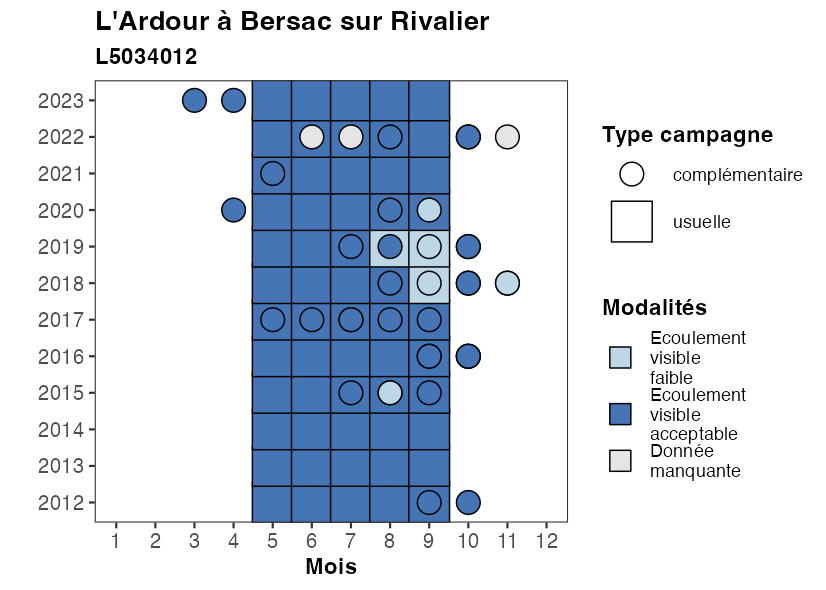 L'Ardour à Bersac sur Rivalier
L5034012
2023
2022
2021
2020
2019
2018
2017
2016
2015
2014
2013
2012
1 2 3 4 5 6 7 8 9 10 11 12
Mois
Type campagne
complémentaire
usuelle
Modalités
Ecoulement
visible
faible
Ecoulement
visible
acceptable
Donnée
manquante